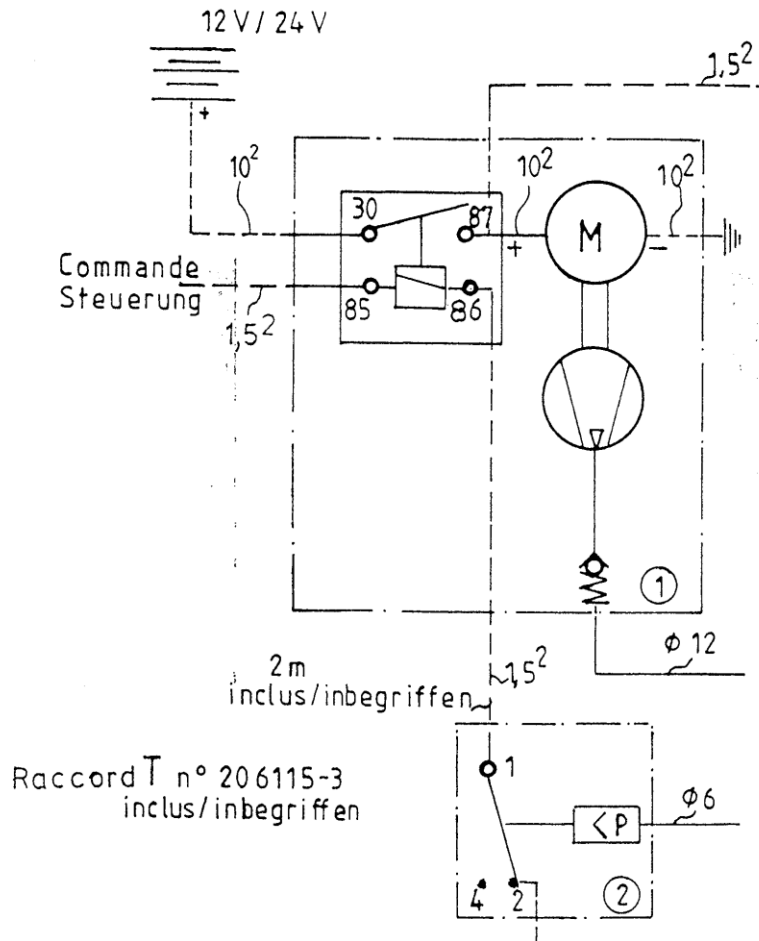 12 V / 24 V
1,5²
+
10²
10²
10²
30
87
+
M
−
Commande
Steuerung
85
86
1,5²
1
Φ 12
2 m
1,5²
inclus/inbegriffen
1
Raccord T n° 206115-3
inclus/inbegriffen
Φ6
<P
4
2
2